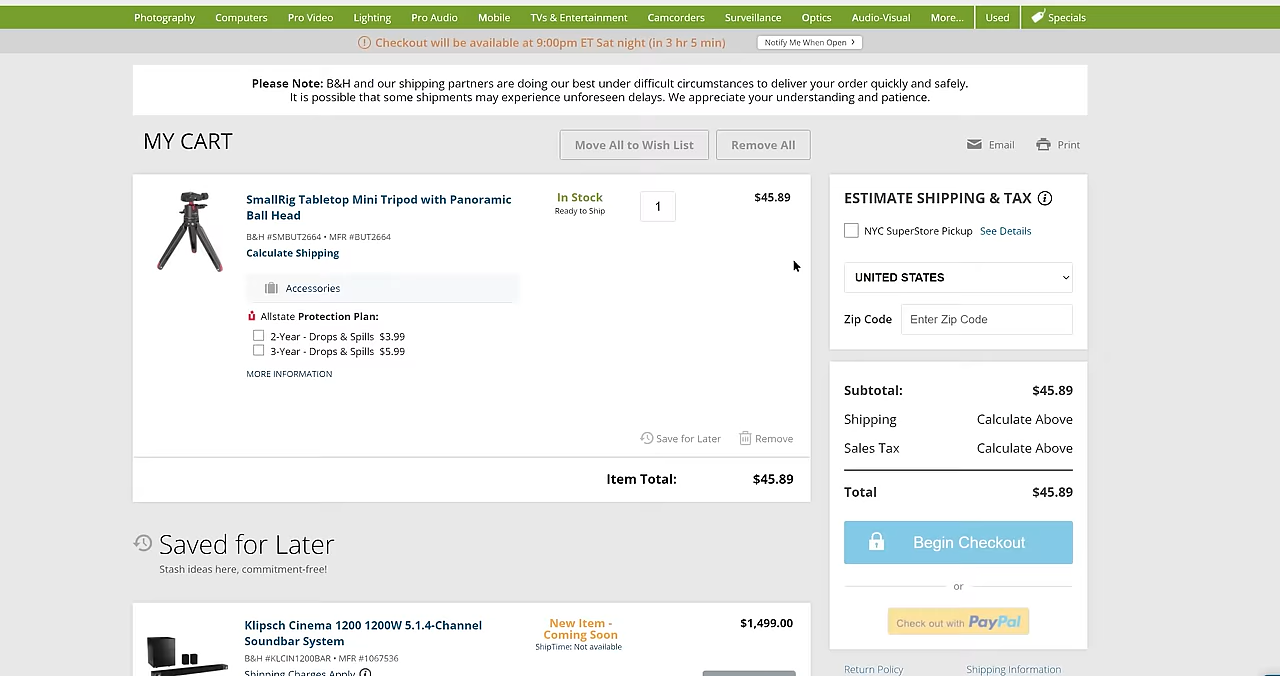 Photography Computers Pro Video Lighting Pro Audio Mobile TVs & Entertainment Camcorders Surveillance Optics Audio-Visual More... Used Specials
Checkout will be available at 9:00pm ET Sat night (in 3 hr 5 min) Notify Me When Open
Please Note: B&H and our shipping partners are doing our best under difficult circumstances to deliver your order quickly and safely.
It is possible that some shipments may experience unforeseen delays. We appreciate your understanding and patience.
MY CART
Move All to Wish List
Remove All
Email
Print
SmallRig Tabletop Mini Tripod with Panoramic
Ball Head
B&H #SMBUT2664 • MFR #BUT2664
Calculate Shipping
In Stock
Ready to Ship
1
$45.89
Accessories
Allstate Protection Plan:
2-Year - Drops & Spills $3.99
3-Year - Drops & Spills $5.99
MORE INFORMATION
Save for Later
Remove
Item Total: $45.89
ESTIMATE SHIPPING & TAX
NYC SuperStore Pickup See Details
UNITED STATES
Zip Code Enter Zip Code
Subtotal: $45.89
Shipping Calculate Above
Sales Tax Calculate Above
Total $45.89
Begin Checkout
or
Check out with PayPal
Return Policy Shipping Information
Saved for Later
Stash ideas here, commitment-free!
Klipsch Cinema 1200 1200W 5.1.4-Channel
Soundbar System
B&H #KLCIN1200BAR • MFR #1067536
Shipping Charges Apply
New Item -
Coming Soon
ShipTime: Not available
$1,499.00